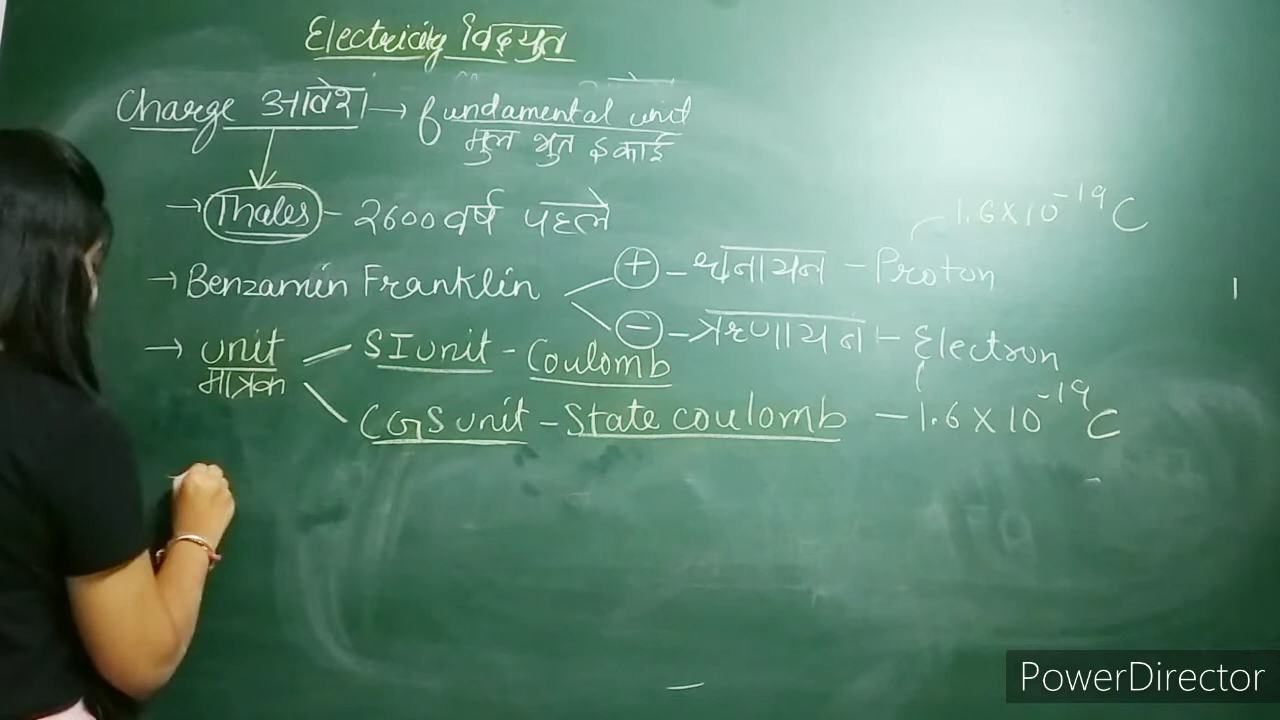 Electricity विद्युत
Charge आवेश → fundamental unit
मुल भुत इकाई
→ Thales - 2600 वर्ष पहले
1.6 X 10⁻¹⁹ C
→ Benzamin Franklin + - धनायन - Proton
- - ऋणायन - Electron
→ unit SI unit - Coulomb
मात्रक
CGS unit - State coulomb - 1.6 X 10⁻¹⁹ C
PowerDirector